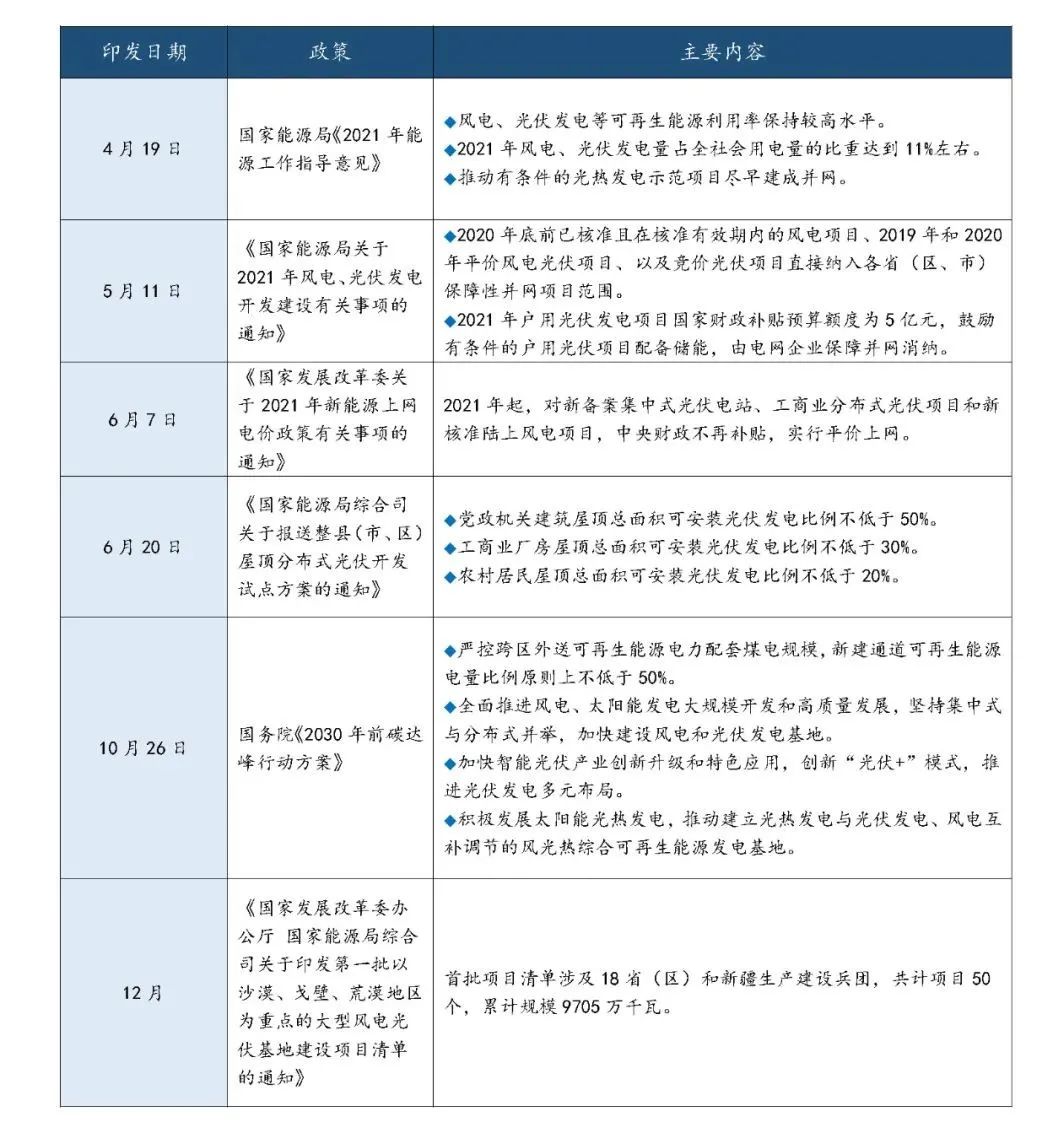 印发日期
政策
主要内容
4月19日
国家能源局《2021年能
源工作指导意见》
◆风电、光伏发电等可再生能源利用率保持较高水平。
◆2021年风电、光伏发电量占全社会用电量的比重达到11%左右。
◆推动有条件的光热发电示范项目尽早建成并网。
5月11日
《国家能源局关于
2021年风电、光伏发电
开发建设有关事项的
通知》
◆2020年底前已核准且在核准有效期内的风电项目、2019年和2020
年平价风电光伏项目、以及竞价光伏项目直接纳入各省（区、市）
保障性并网项目范围。
◆2021年户用光伏发电项目国家财政补贴预算额度为5亿元，鼓励
有条件的户用光伏项目配备储能，由电网企业保障并网消纳。
6月7日
《国家发展改革委关
于2021年新能源上网
电价政策有关事项的
通知》
2021年起，对新备案集中式光伏电站、工商业分布式光伏项目和新
核准陆上风电项目，中央财政不再补贴，实行平价上网。
6月20日
《国家能源局综合司
关于报送整县（市、区）
屋顶分布式光伏开发
试点方案的通知》
◆党政机关建筑屋顶总面积可安装光伏发电比例不低于50%。
◆工商业厂房屋顶总面积可安装光伏发电比例不低于30%。
◆农村居民屋顶总面积可安装光伏发电比例不低于20%。
10月26日
国务院《2030年前碳达
峰行动方案》
◆严控跨区外送可再生能源电力配套煤电规模，新建通道可再生能源
电量比例原则上不低于50%。
◆全面推进风电、太阳能发电大规模开发和高质量发展，坚持集中式
与分布式并举，加快建设风电和光伏发电基地。
◆加快智能光伏产业创新升级和特色应用，创新“光伏+”模式，推
进光伏发电多元布局。
◆积极发展太阳能光热发电，推动建立光热发电与光伏发电、风电互
补调节的风光热综合可再生能源发电基地。
12月
《国家发展改革委办
公厅 国家能源局综合
司关于印发第一批以
沙漠、戈壁、荒漠地区
为重点的大型风电光
伏基地建设项目清单
的通知》
首批项目清单涉及18省（区）和新疆生产建设兵团，共计项目50
个，累计规模9705万千瓦。